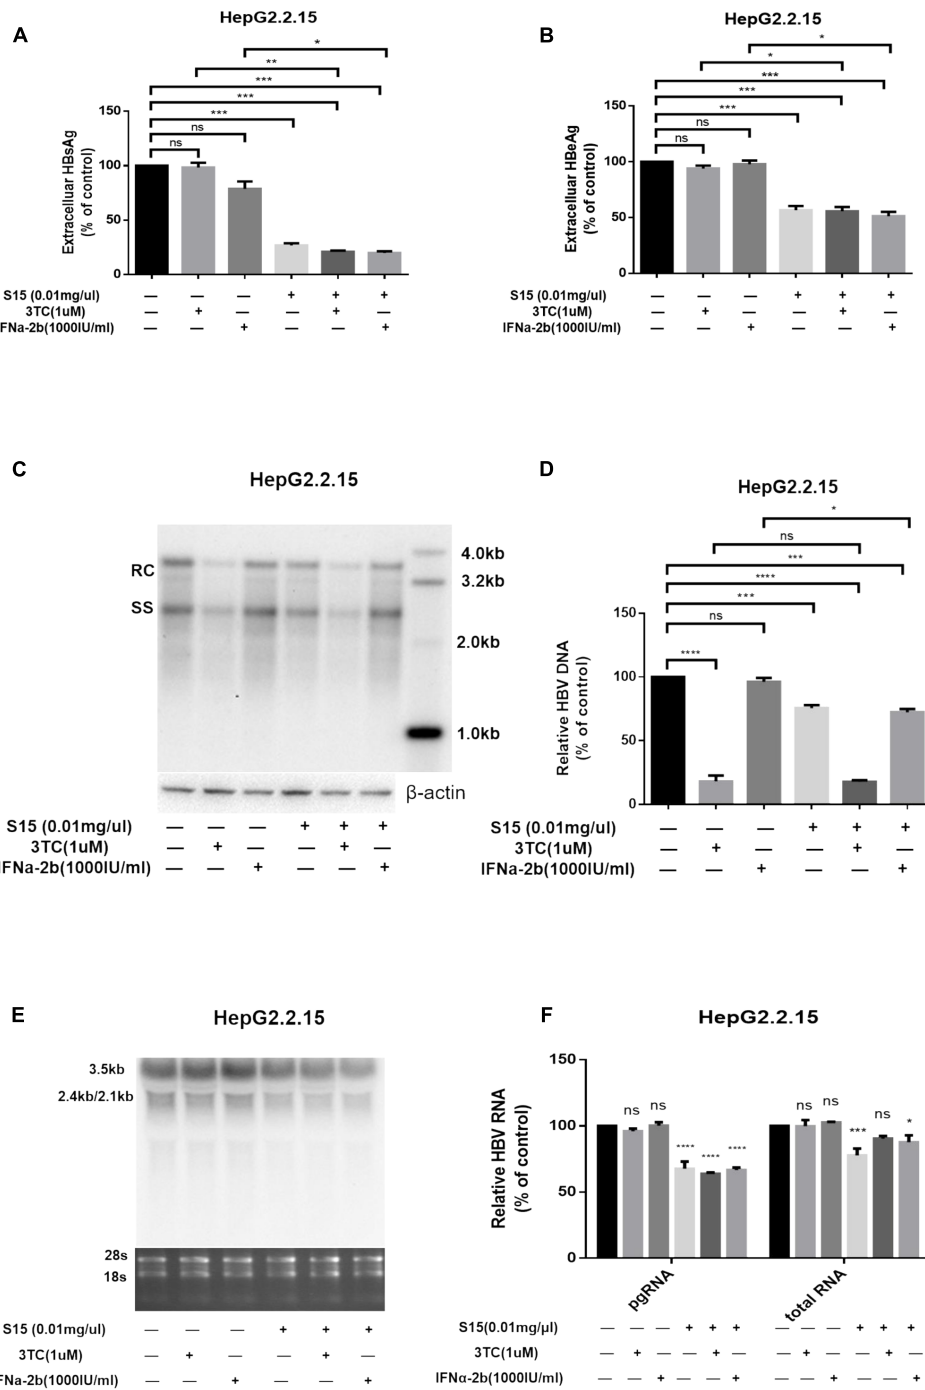 A
HepG2.2.15
*
**
***
***
***
ns
ns
150
100
50
0
Extracelluar HBsAg
(% of control)
S15 (0.01mg/ul) — — — + + +
3TC(1uM) — + — — + —
FNa-2b(1000IU/ml) — — + — — +
B
HepG2.2.15
*
*
***
***
***
ns
ns
150
100
50
0
Extracelluar HBeAg
(% of control)
S15 (0.01mg/ul) — — — + + +
3TC(1uM) — + — — + —
IFNa-2b(1000IU/ml) — — + — — +
C
HepG2.2.15
RC
SS
4.0kb
3.2kb
2.0kb
1.0kb
β-actin
S15 (0.01mg/ul) — — — + + +
3TC(1uM) — + — — + —
IFNa-2b(1000IU/ml) — — + — — +
D
HepG2.2.15
*
ns
***
****
***
ns
****
150
100
50
0
Relative HBV DNA
(% of control)
S15 (0.01mg/ul) — — — + + +
3TC(1uM) — + — — + —
IFNa-2b(1000IU/ml) — — + — — +
E
HepG2.2.15
3.5kb
2.4kb/2.1kb
28s
18s
S15 (0.01mg/ul) — — — + + +
3TC(1uM) — + — — + —
FNa-2b(1000IU/ml) — — + — — +
F
HepG2.2.15
150
100
50
0
Relative HBV RNA
(% of control)
ns ns **** **** **** ns ns *** ns *
pgRNA
total RNA
S15(0.01mg/μl) — — — + + + — — — + + +
3TC(1uM) — + — — + — — + — — + —
IFNα-2b(1000IU/ml) — — + — — + — — + — — +